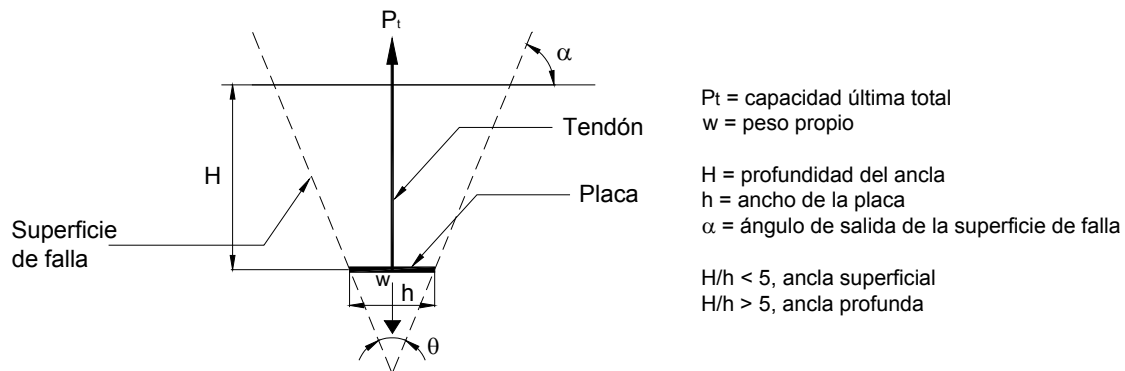 Pt
α
Tendón
H
Placa
Superficie
de falla
w
h
θ
Pt = capacidad última total
w = peso propio
H = profundidad del ancla
h = ancho de la placa
α = ángulo de salida de la superficie de falla
H/h < 5, ancla superficial
H/h > 5, ancla profunda